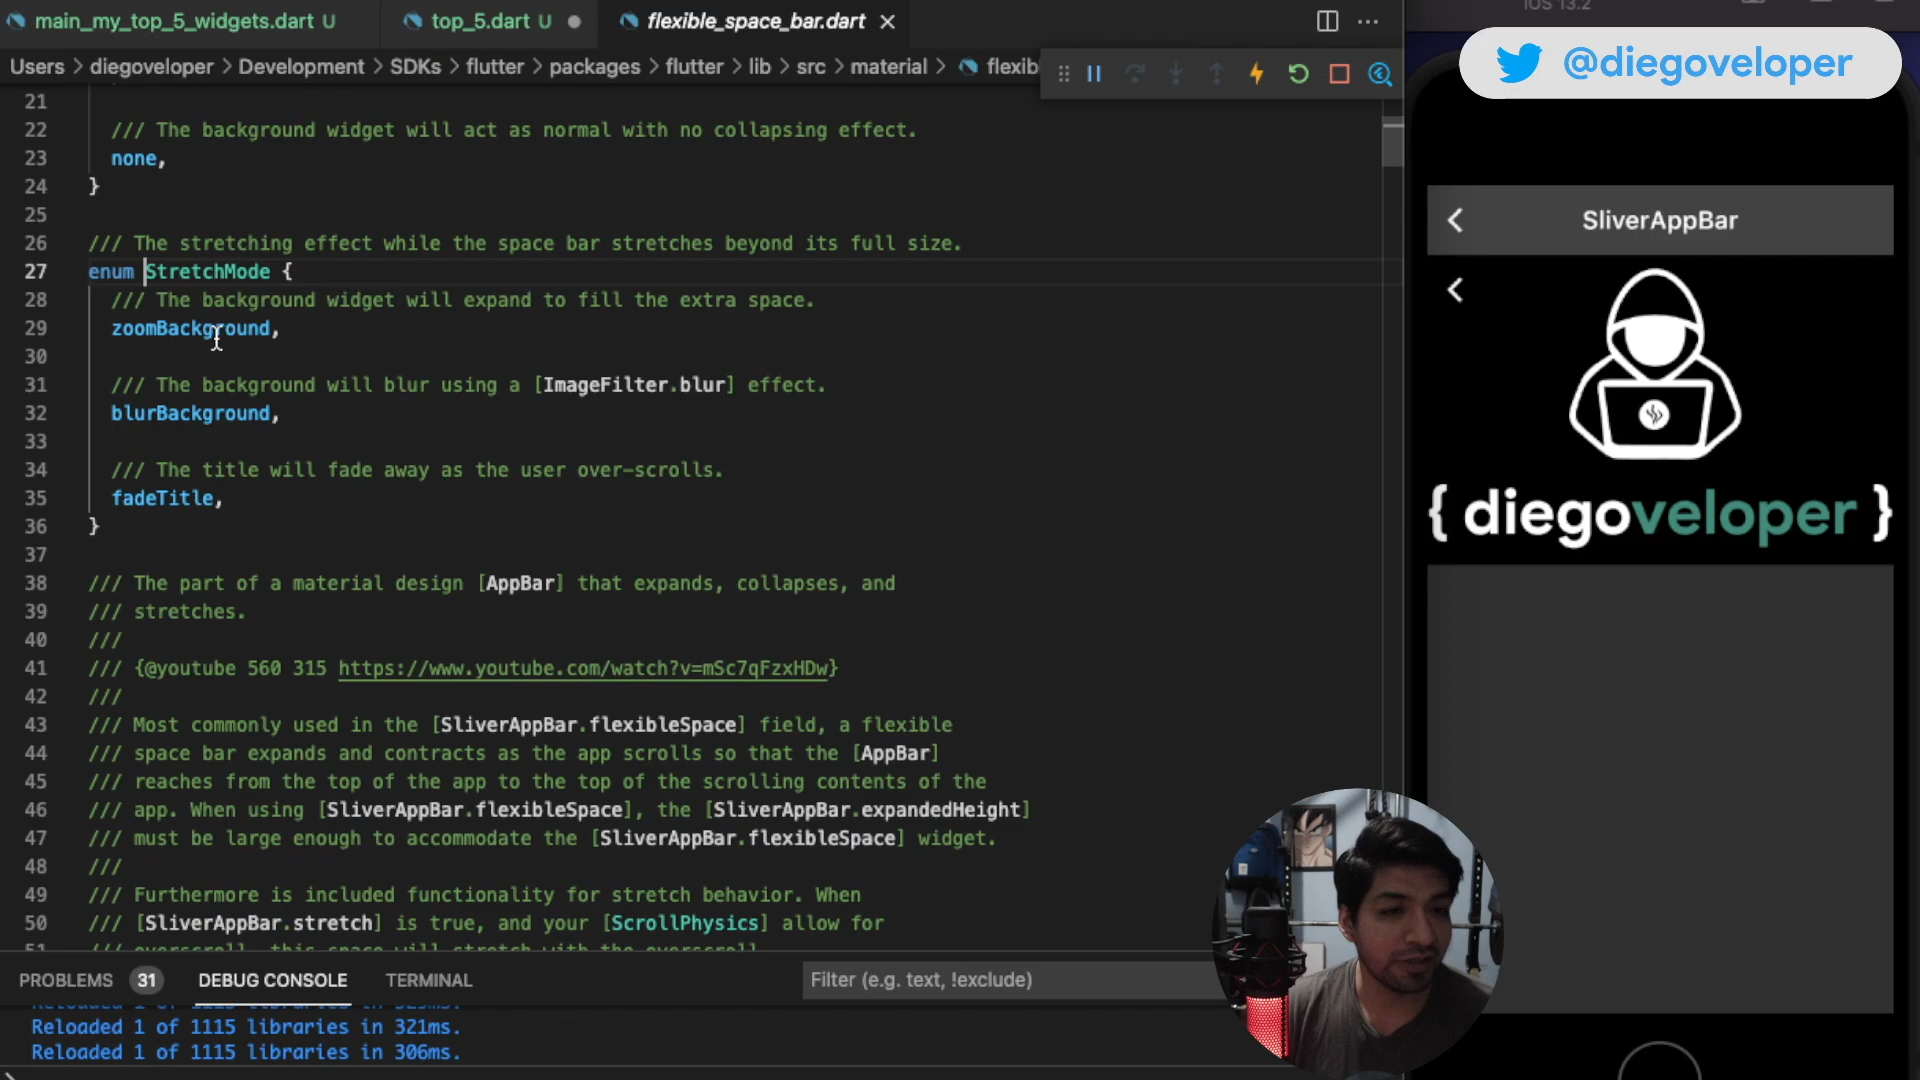 main_my_top_5_widgets.dart U
top_5.dart U
flexible_space_bar.dart
iOS 13.2
@diegoveloper
Users > diegoveloper > Development > SDKs > flutter > packages > flutter > lib > src > material >
21
22 /// The background widget will act as normal with no collapsing effect.
23 none,
24 }
25
26 /// The stretching effect while the space bar stretches beyond its full size.
27 enum StretchMode {
28 /// The background widget will expand to fill the extra space.
29 zoomBackground,
30
31 /// The background will blur using a [ImageFilter.blur] effect.
32 blurBackground,
33
34 /// The title will fade away as the user over-scrolls.
35 fadeTitle,
36 }
37
38 /// The part of a material design [AppBar] that expands, collapses, and
39 /// stretches.
40 ///
41 /// {@youtube 560 315 https://www.youtube.com/watch?v=mSc7qFzxHDw}
42 ///
43 /// Most commonly used in the [SliverAppBar.flexibleSpace] field, a flexible
44 /// space bar expands and contracts as the app scrolls so that the [AppBar]
45 /// reaches from the top of the app to the top of the scrolling contents of the
46 /// app. When using [SliverAppBar.flexibleSpace], the [SliverAppBar.expandedHeight]
47 /// must be large enough to accommodate the [SliverAppBar.flexibleSpace] widget.
48 ///
49 /// Furthermore is included functionality for stretch behavior. When
50 /// [SliverAppBar.stretch] is true, and your [ScrollPhysics] allow for
51 /// overscroll, this space will stretch with the overscroll.
SliverAppBar
{ diegoveloper }
PROBLEMS 31 DEBUG CONSOLE TERMINAL
Filter (e.g. text, !exclude)
Reloaded 1 of 1115 libraries in 321ms.
Reloaded 1 of 1115 libraries in 306ms.